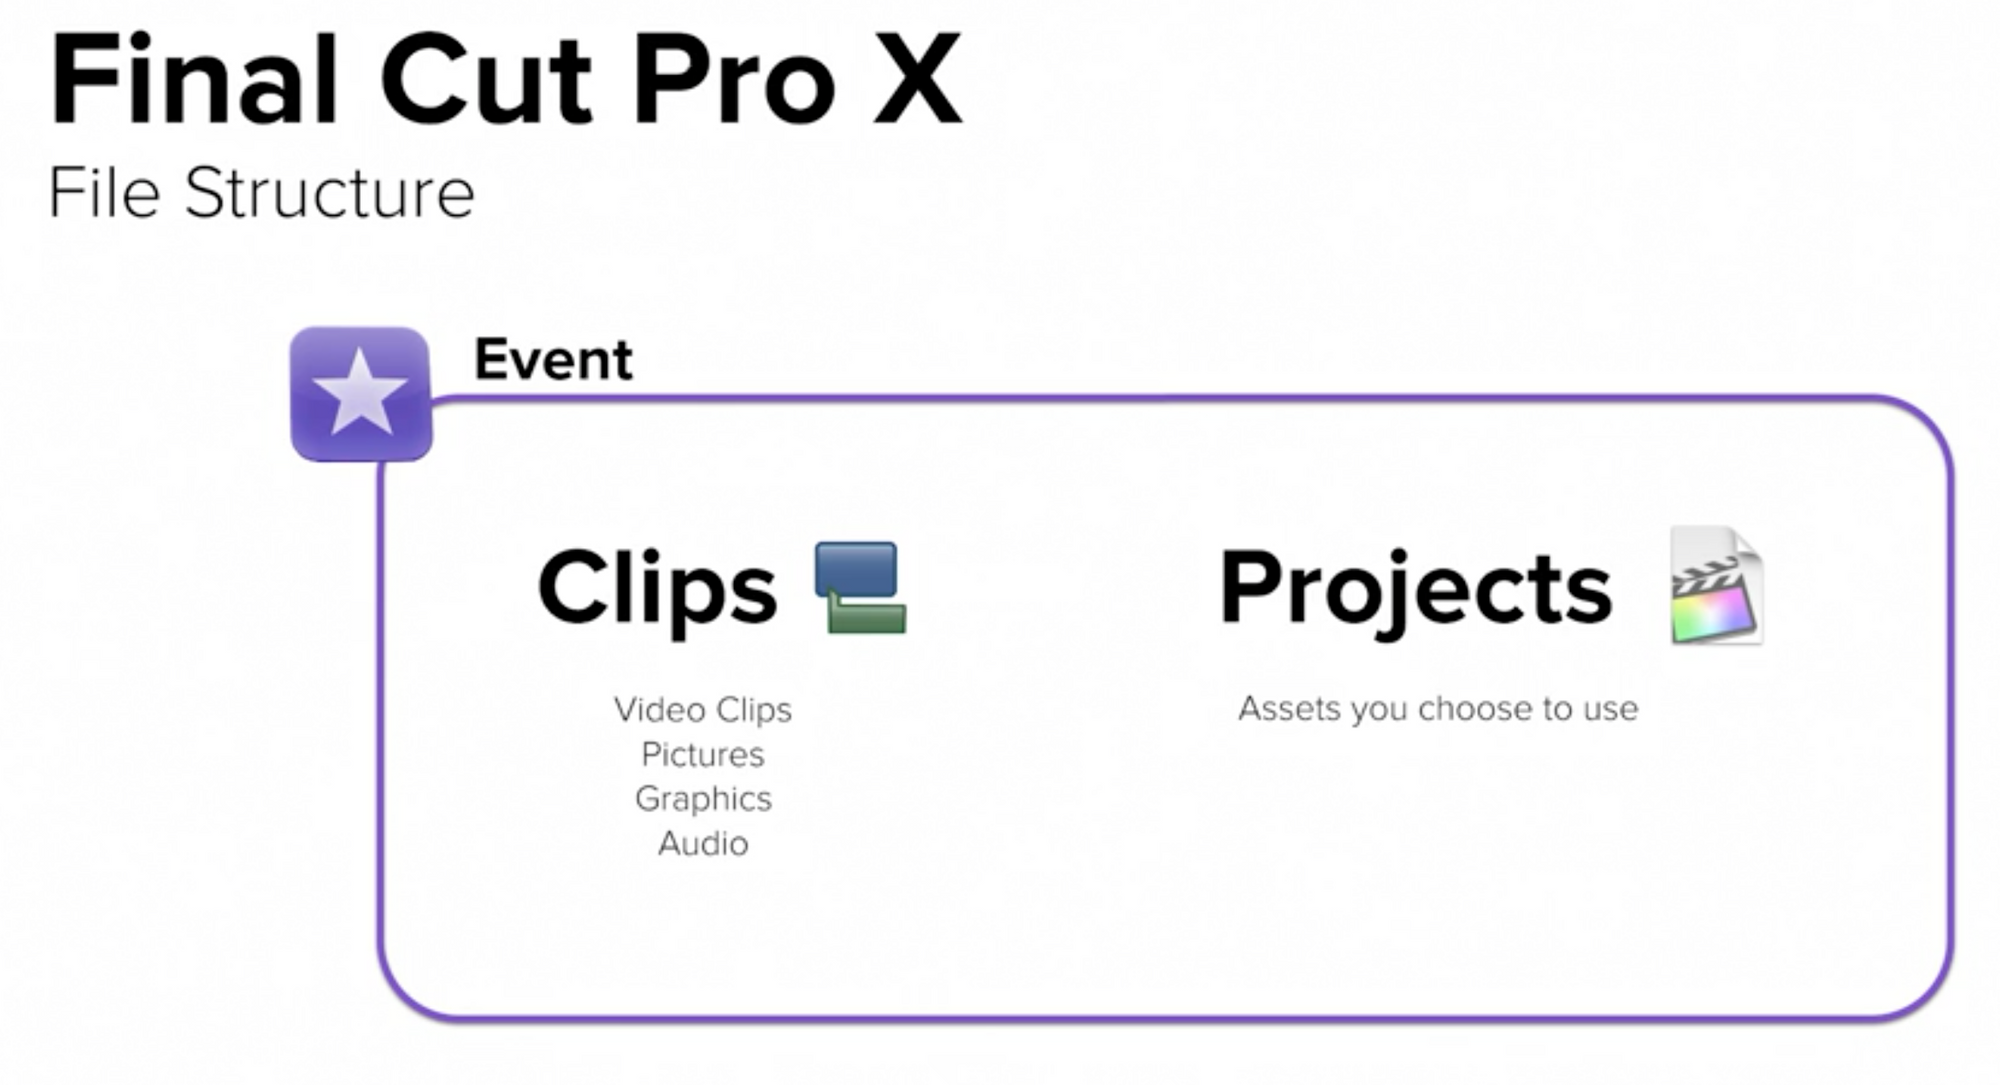 Final Cut Pro X
File Structure
Event
Clips
Video Clips
Pictures
Graphics
Audio
Projects
Assets you choose to use